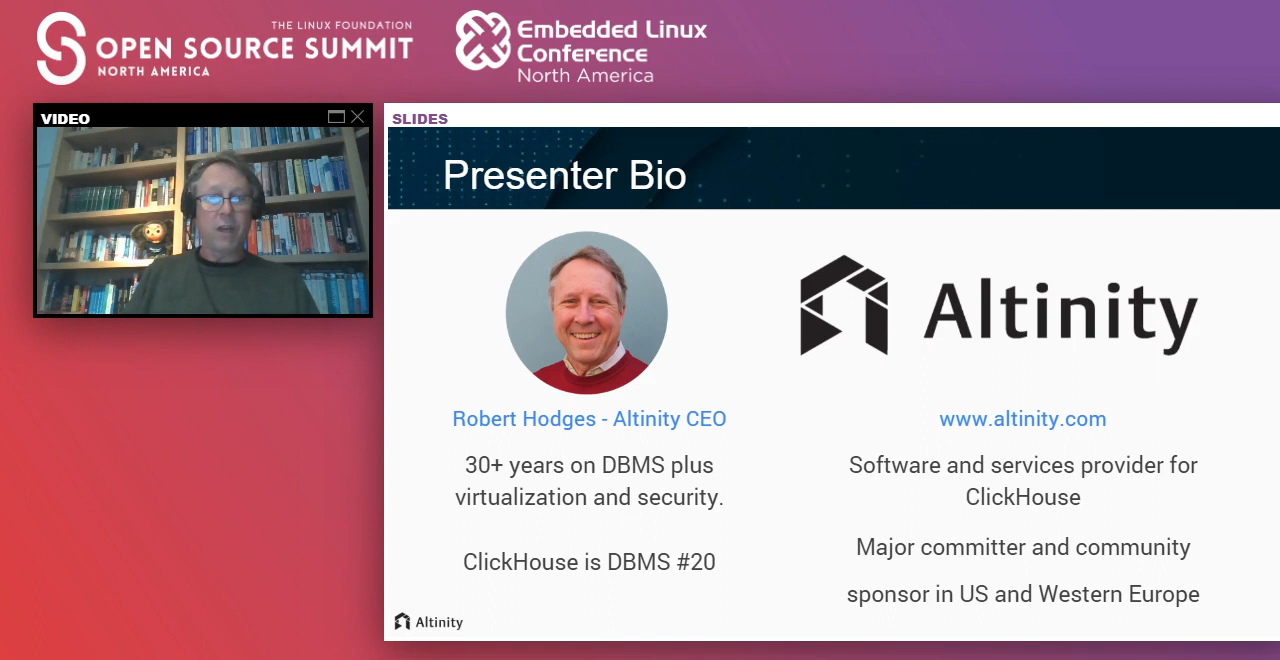 THE LINUX FOUNDATION
OPEN SOURCE SUMMIT
NORTH AMERICA
Embedded Linux
Conference
North America
VIDEO
SLIDES
Presenter Bio
Altinity
Robert Hodges - Altinity CEO
30+ years on DBMS plus
virtualization and security.
ClickHouse is DBMS #20
www.altinity.com
Software and services provider for
ClickHouse
Major committer and community
sponsor in US and Western Europe
Altinity